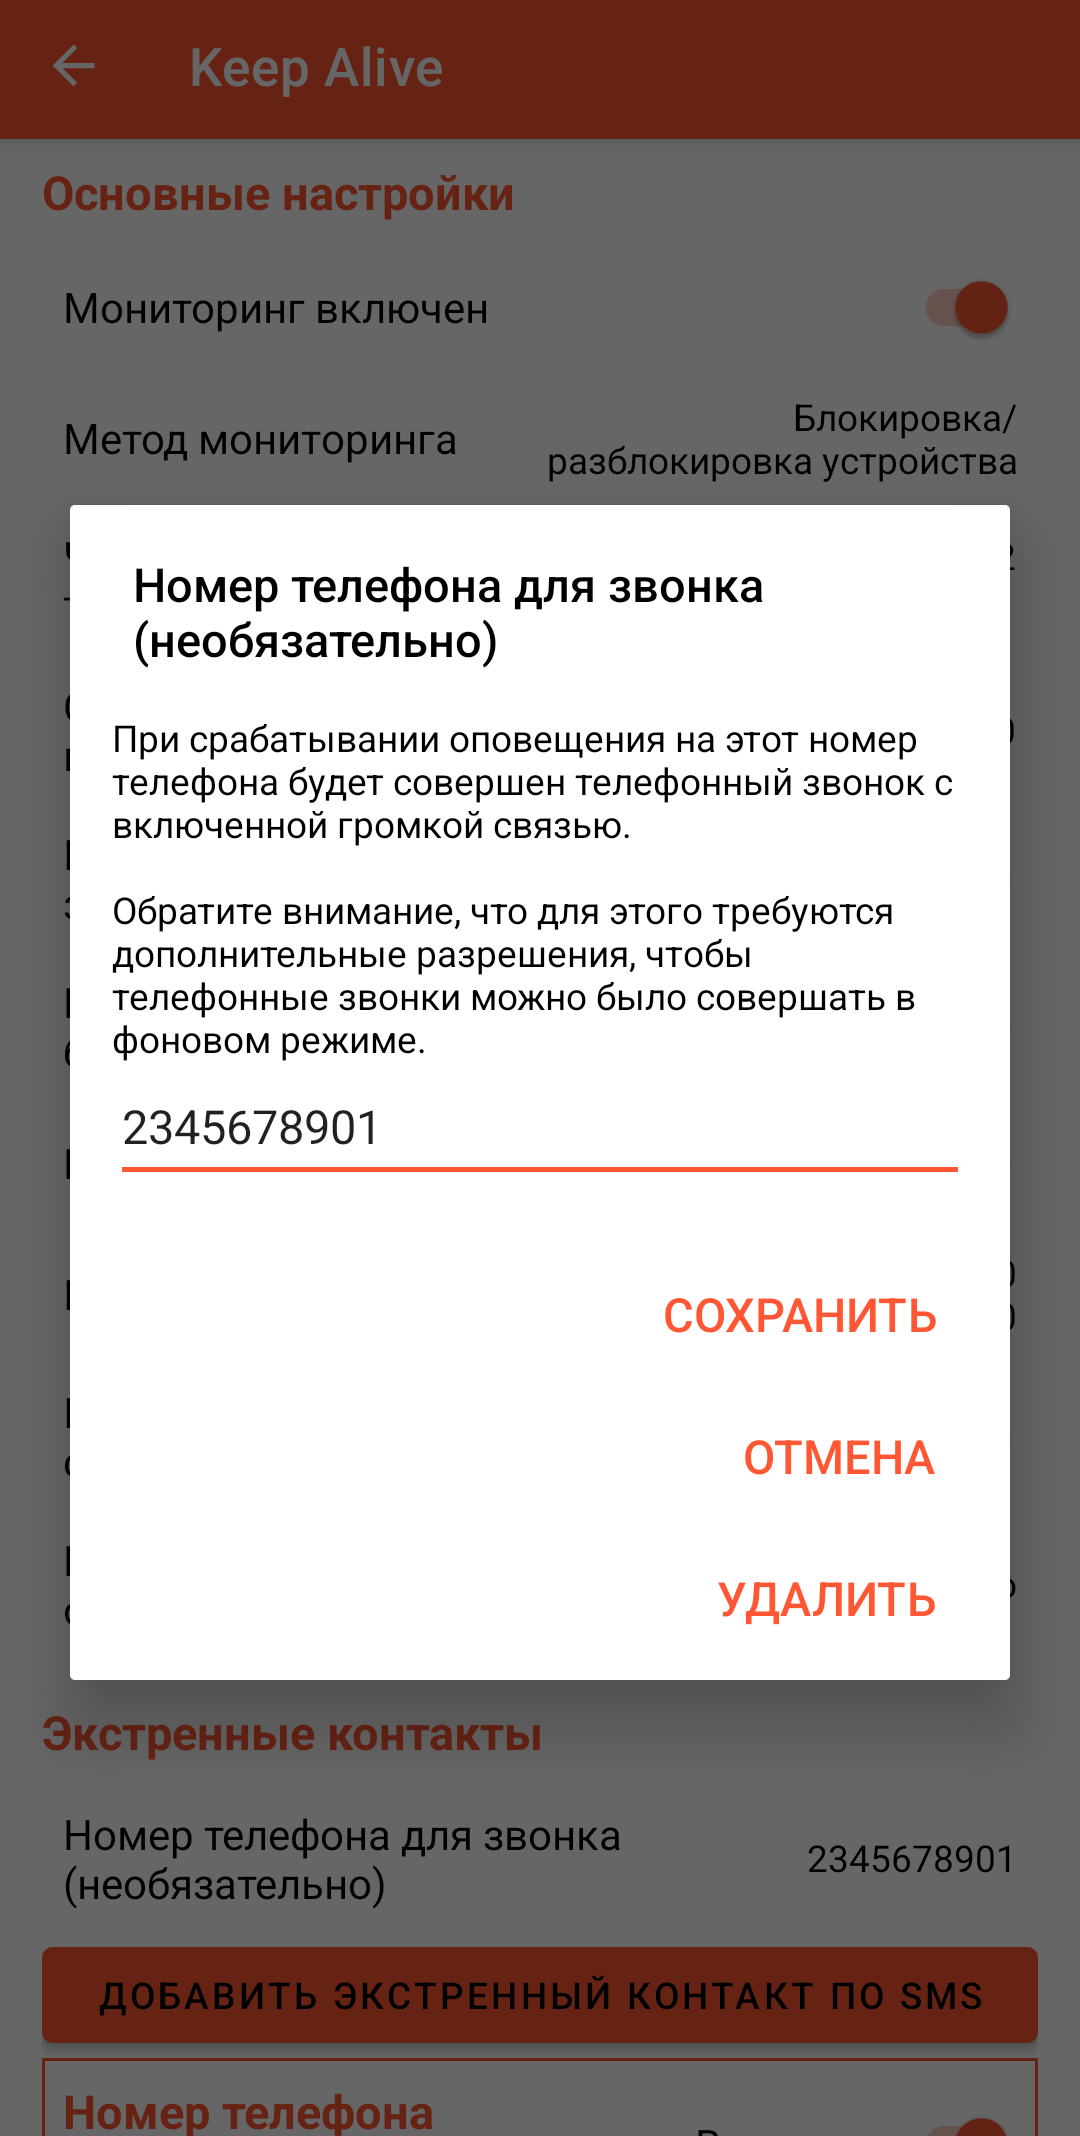 Keep Alive
Основные настройки
Мониторинг включен
Блокировка/
Метод мониторинга
разблокировка устройства
Номер телефона для звонка
(необязательно)
При срабатывании оповещения на этот номер
телефона будет совершен телефонный звонок с
включенной громкой связью.
Обратите внимание, что для этого требуются
дополнительные разрешения, чтобы
телефонные звонки можно было совершать в
фоновом режиме.
2345678901
СОХРАНИТЬ
ОТМЕНА
УДАЛИТЬ
Экстренные контакты
Номер телефона для звонка
(необязательно)
2345678901
ДОБАВИТЬ ЭКСТРЕННЫЙ КОНТАКТ ПО SMS
Номер телефона